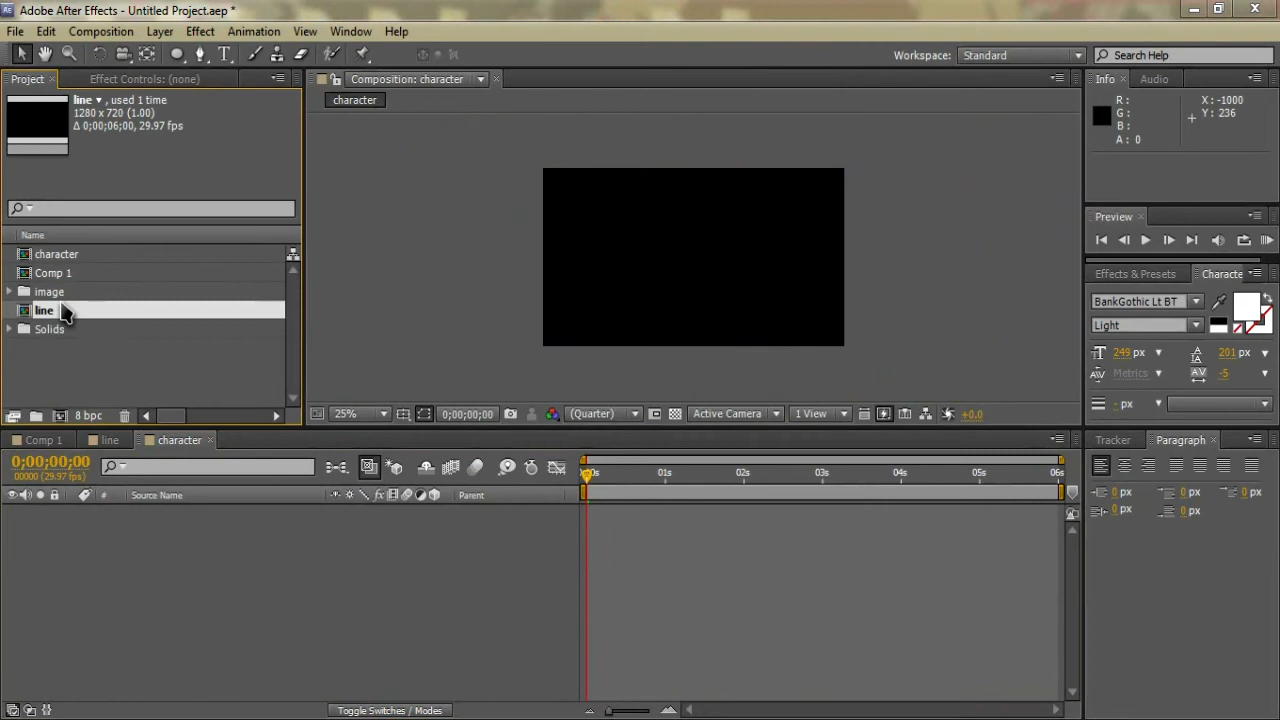 Adobe After Effects - Untitled Project.aep *
File Edit Composition Layer Effect Animation View Window Help
Workspace: Standard Search Help
Project Effect Controls: (none) Composition: character Info Audio
character
line ▾, used 1 time
1280 x 720 (1.00)
Δ 0;00;06;00, 29.97 fps
R :
G :
B :
A : 0
X : -1000
Y : 236
Name
character
Comp 1
image
line
Solids
8 bpc
25% 0;00;00;00 (Quarter) Active Camera 1 View +0.0
Preview
Effects & Presets Characte
BankGothic Lt BT
Light
249 px 201 px
Metrics -5
- px
Comp 1 line character
0;00;00;00
00000 (29.97 fps)
# Source Name Parent
01s 02s 03s 04s 05s 06s
Tracker Paragraph
0 px 0 px 0 px
0 px 0 px
Toggle Switches / Modes